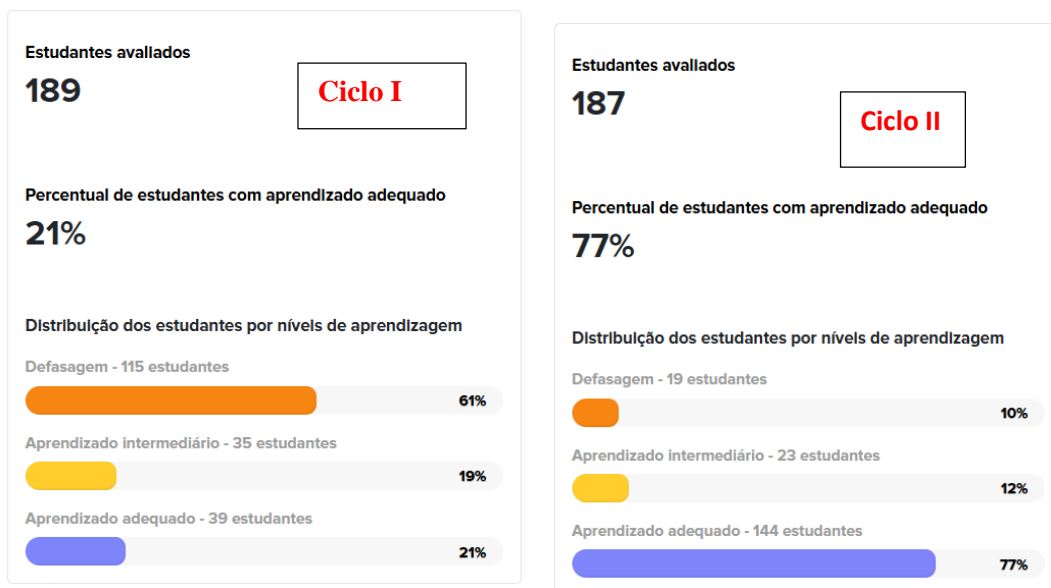 Estudantes avaliados
189
Ciclo I
Percentual de estudantes com aprendizado adequado
21%
Distribuição dos estudantes por níveis de aprendizagem
Defasagem - 115 estudantes
61%
Aprendizado intermediário - 35 estudantes
19%
Aprendizado adequado - 39 estudantes
21%
Estudantes avaliados
187
Ciclo II
Percentual de estudantes com aprendizado adequado
77%
Distribuição dos estudantes por níveis de aprendizagem
Defasagem - 19 estudantes
10%
Aprendizado intermediário - 23 estudantes
12%
Aprendizado adequado - 144 estudantes
77%